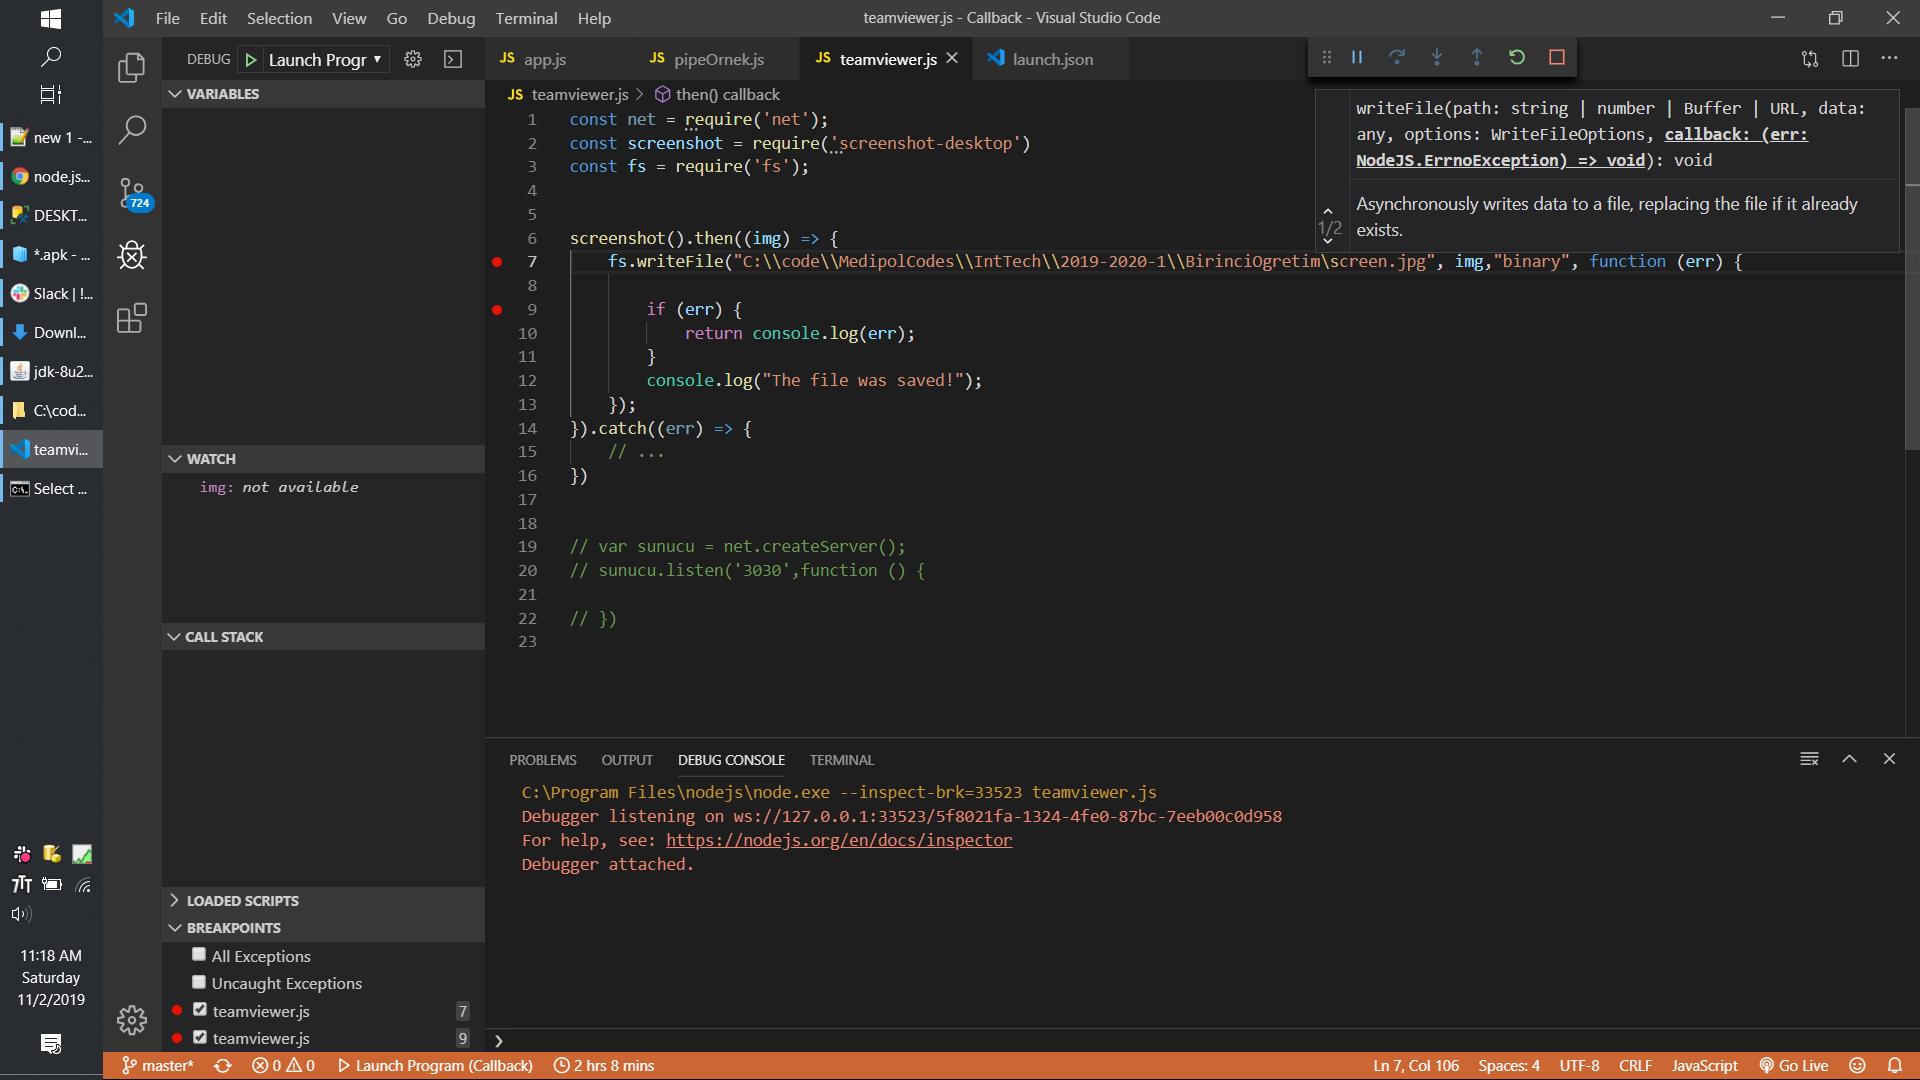 File Edit Selection View Go Debug Terminal Help
teamviewer.js - Callback - Visual Studio Code
new 1 -...
node.js...
DESKT...
*.apk - ...
Slack | !...
Downl...
jdk-8u2...
C:\cod...
teamvi...
Select ...
7TT
11:18 AM
Saturday
11/2/2019
724
DEBUG Launch Progr
VARIABLES
WATCH
img: not available
CALL STACK
LOADED SCRIPTS
BREAKPOINTS
All Exceptions
Uncaught Exceptions
teamviewer.js 7
teamviewer.js 9
JS app.js JS pipeOrnek.js JS teamviewer.js launch.json
JS teamviewer.js > then() callback
1 const net = require('net');
2 const screenshot = require('screenshot-desktop')
3 const fs = require('fs');
4
5
6 screenshot().then((img) => {
7 fs.writeFile("C:\\code\\MedipolCodes\\IntTech\\2019-2020-1\\BirinciOgretim\screen.jpg", img,"binary", function (err) {
8
9 if (err) {
10 return console.log(err);
11 }
12 console.log("The file was saved!");
13 });
14 }).catch((err) => {
15 // ...
16 })
17
18
19 // var sunucu = net.createServer();
20 // sunucu.listen('3030',function () {
21
22 // })
23
writeFile(path: string | number | Buffer | URL, data:
any, options: WriteFileOptions, callback: (err:
NodeJS.ErrnoException) => void): void
1/2
Asynchronously writes data to a file, replacing the file if it already
exists.
PROBLEMS OUTPUT DEBUG CONSOLE TERMINAL
C:\Program Files\nodejs\node.exe --inspect-brk=33523 teamviewer.js
Debugger listening on ws://127.0.0.1:33523/5f8021fa-1324-4fe0-87bc-7eeb00c0d958
For help, see: https://nodejs.org/en/docs/inspector
Debugger attached.
master* 0 0 Launch Program (Callback) 2 hrs 8 mins Ln 7, Col 106 Spaces: 4 UTF-8 CRLF JavaScript Go Live